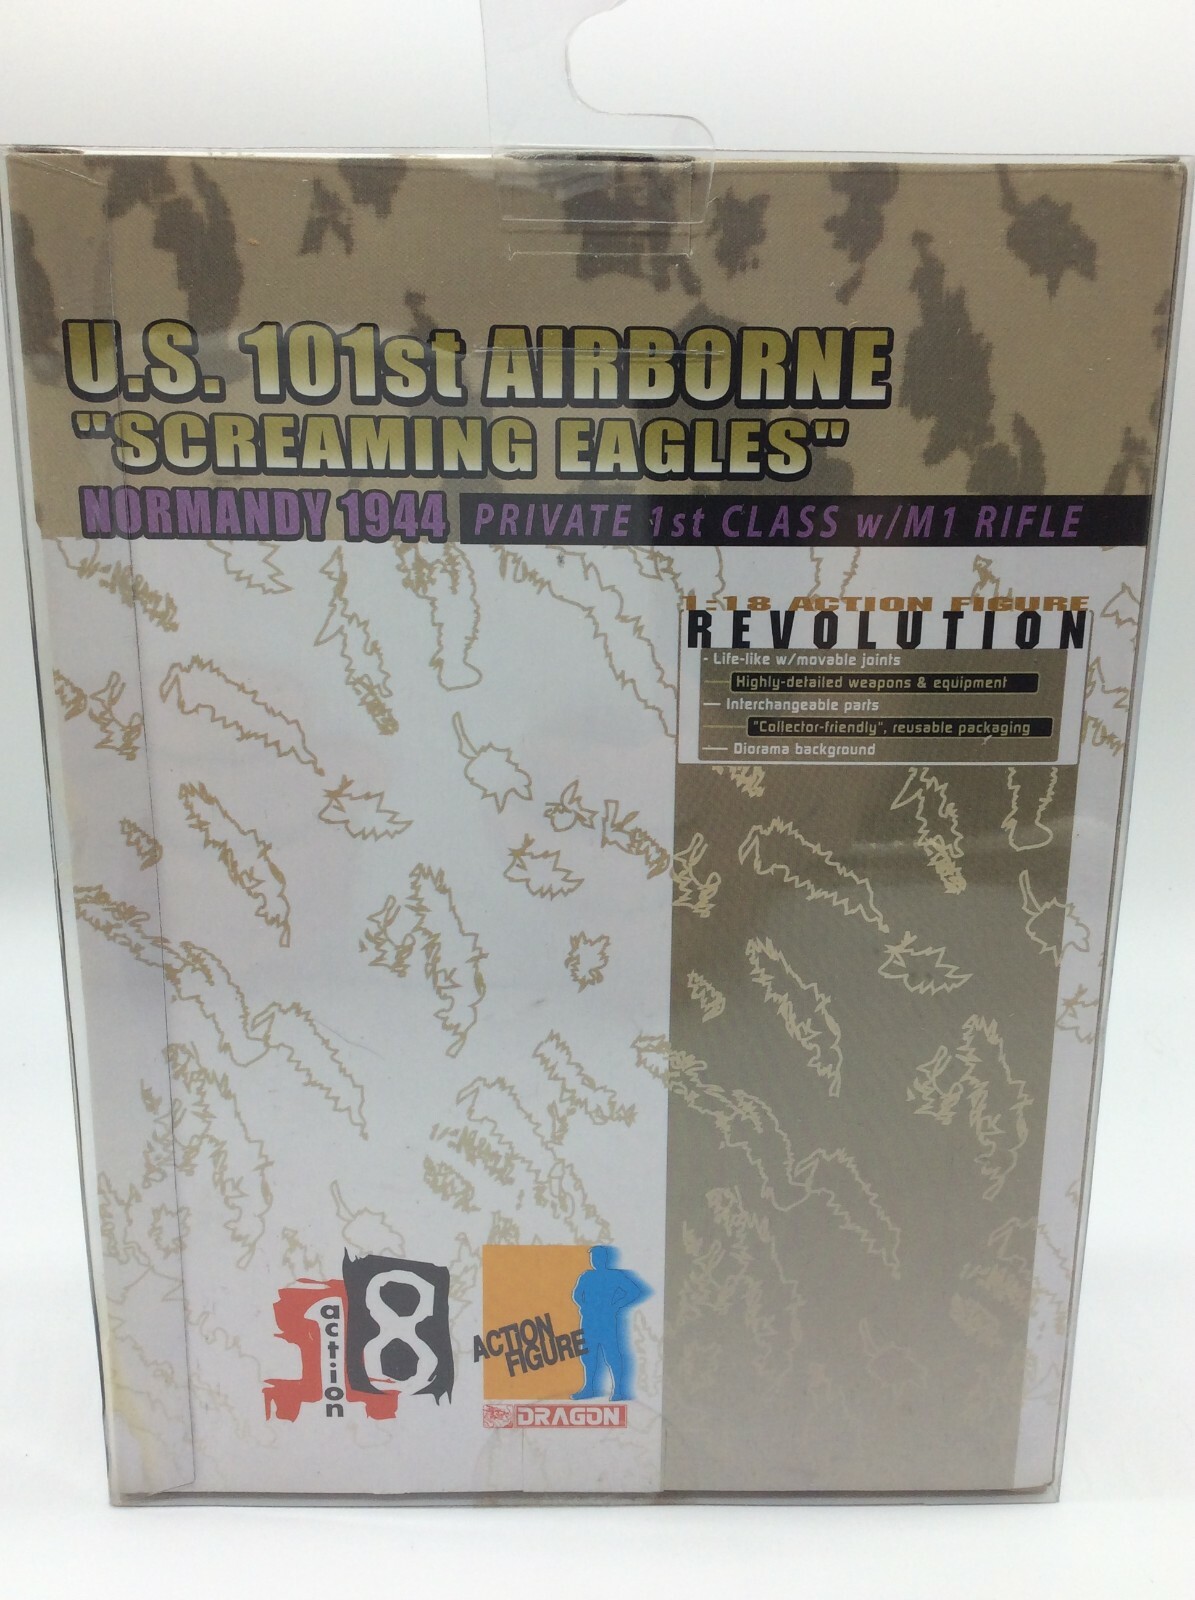 U.S. 101st AIRBORNE
"SCREAMING EAGLES"
NORMANDY 1944 PRIVATE 1st CLASS w/M1 RIFLE
1:18 ACTION FIGURE
REVOLUTION
- Life-like w/movable joints
Highly-detailed weapons & equipment
— Interchangeable parts
"Collector-friendly", reusable packaging
— Diorama background
1 action 8
ACTION
FIGURE
DRAGON